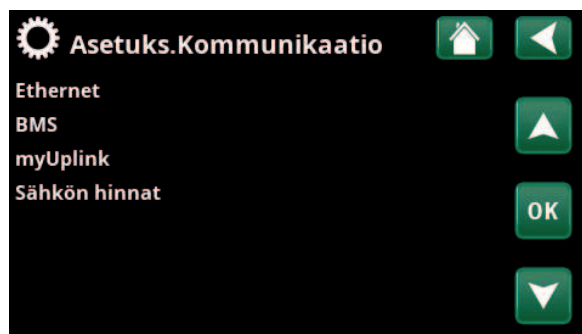 Asetuks.Kommunikaatio
Ethernet
BMS
myUplink
Sähkön hinnat
OK